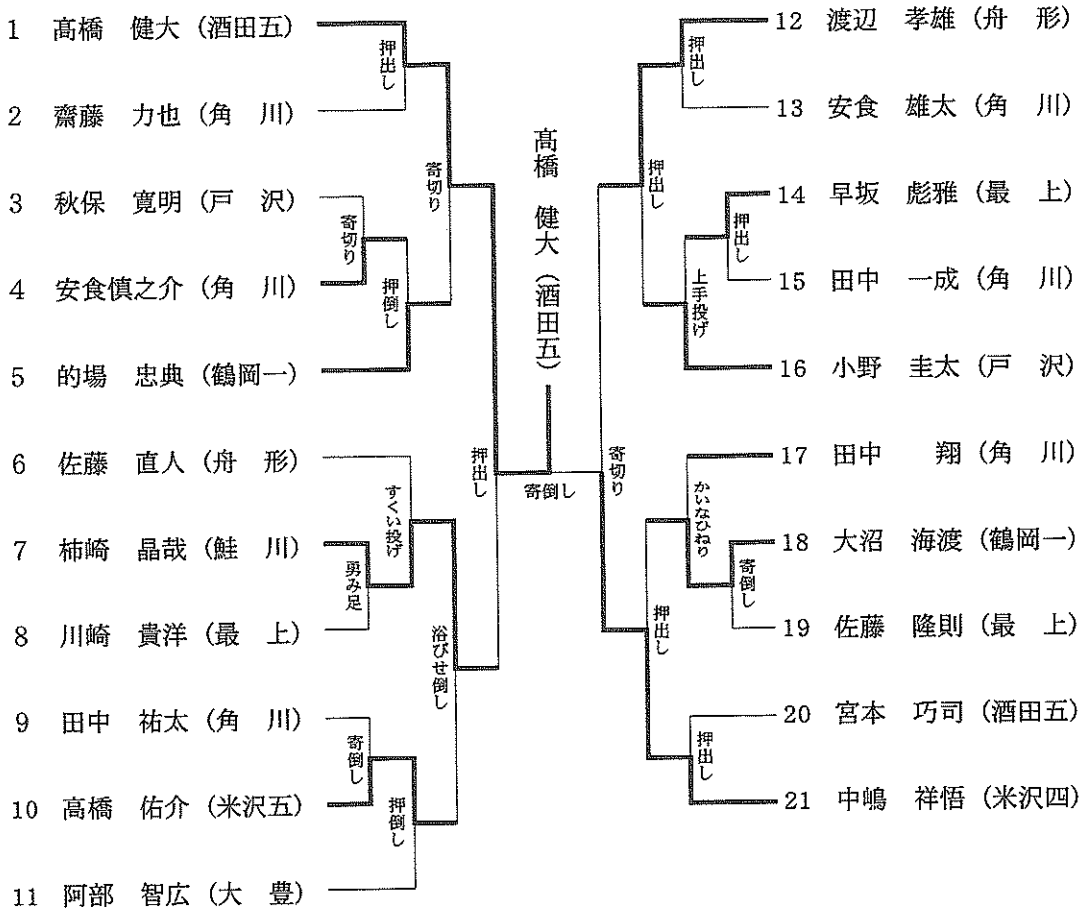 1 髙橋 健大 (酒田五)
2 齋藤 力也 (角 川)
3 秋保 寛明 (戸 沢)
4 安食慎之介 (角 川)
5 的場 忠典 (鶴岡一)
6 佐藤 直人 (舟 形)
7 柿崎 晶哉 (鮭 川)
8 川崎 貴洋 (最 上)
9 田中 祐太 (角 川)
10 髙橋 佑介 (米沢五)
11 阿部 智広 (大 豊)
押出し
寄切り
寄切り
押倒し
すくい投げ
勇み足
浴びせ倒し
寄倒し
押倒し
押出し
髙橋 健大 (酒田五)
寄倒し
寄切り
押出し
押出し
押出し
上手投げ
かいなひねり
寄倒し
押出し
押出し
12 渡辺 孝雄 (舟 形)
13 安食 雄太 (角 川)
14 早坂 彪雅 (最 上)
15 田中 一成 (角 川)
16 小野 圭太 (戸 沢)
17 田中 翔 (角 川)
18 大沼 海渡 (鶴岡一)
19 佐藤 隆則 (最 上)
20 宮本 巧司 (酒田五)
21 中嶋 祥悟 (米沢四)